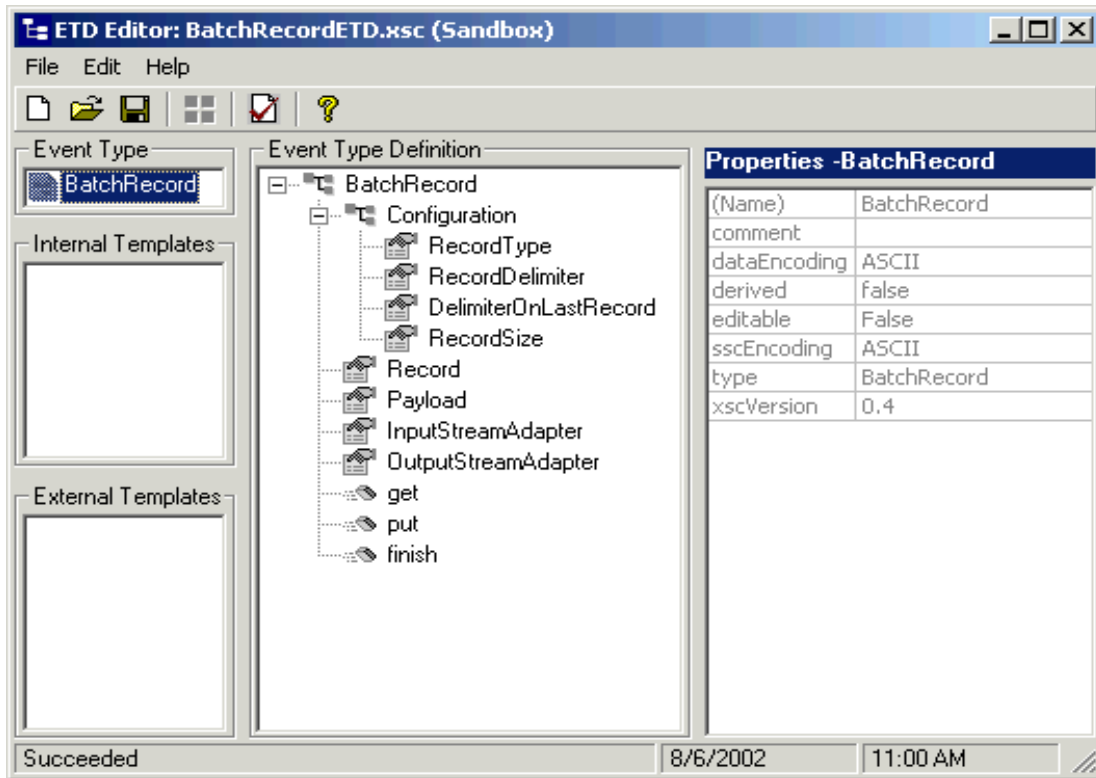 ETD Editor: BatchRecordETD.xsc (Sandbox)
File Edit Help
Event Type
BatchRecord
Internal Templates
External Templates
Event Type Definition
BatchRecord
Configuration
RecordType
RecordDelimiter
DelimiterOnLastRecord
RecordSize
Record
Payload
InputStreamAdapter
OutputStreamAdapter
get
put
finish
Properties -BatchRecord
(Name) BatchRecord
comment
dataEncoding ASCII
derived false
editable False
sscEncoding ASCII
type BatchRecord
xscVersion 0.4
Succeeded 8/6/2002 11:00 AM